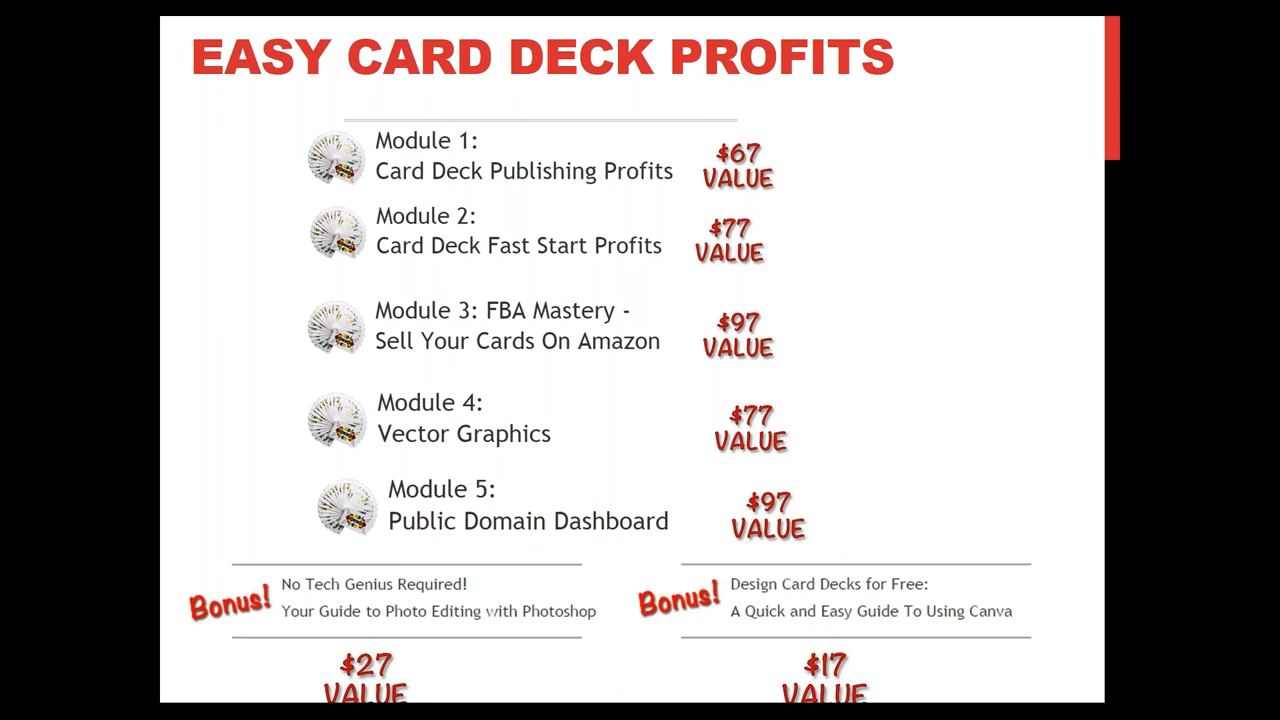 EASY CARD DECK PROFITS
Module 1:
Card Deck Publishing Profits
$67
VALUE
Module 2:
Card Deck Fast Start Profits
$77
VALUE
Module 3: FBA Mastery -
Sell Your Cards On Amazon
$97
VALUE
Module 4:
Vector Graphics
$77
VALUE
Module 5:
Public Domain Dashboard
$97
VALUE
Bonus!
No Tech Genius Required!
Your Guide to Photo Editing with Photoshop
$27
VALUE
Bonus!
Design Card Decks for Free:
A Quick and Easy Guide To Using Canva
$17
VALUE